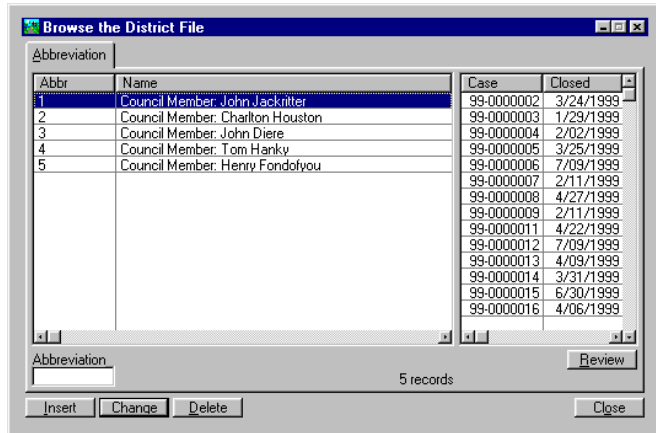 Browse the District File
Abbreviation
Abbr Name
1 Council Member: John Jackritter
2 Council Member: Charlton Houston
3 Council Member: John Diere
4 Council Member: Tom Hanky
5 Council Member: Henry Fondofyou
Case Closed
99-0000002 3/24/1999
99-0000003 1/29/1999
99-0000004 2/02/1999
99-0000005 3/25/1999
99-0000006 7/09/1999
99-0000007 2/11/1999
99-0000008 4/27/1999
99-0000009 2/11/1999
99-0000011 4/22/1999
99-0000012 7/09/1999
99-0000013 4/09/1999
99-0000014 3/31/1999
99-0000015 6/30/1999
99-0000016 4/06/1999
Abbreviation
5 records
Review
Insert Change Delete Close